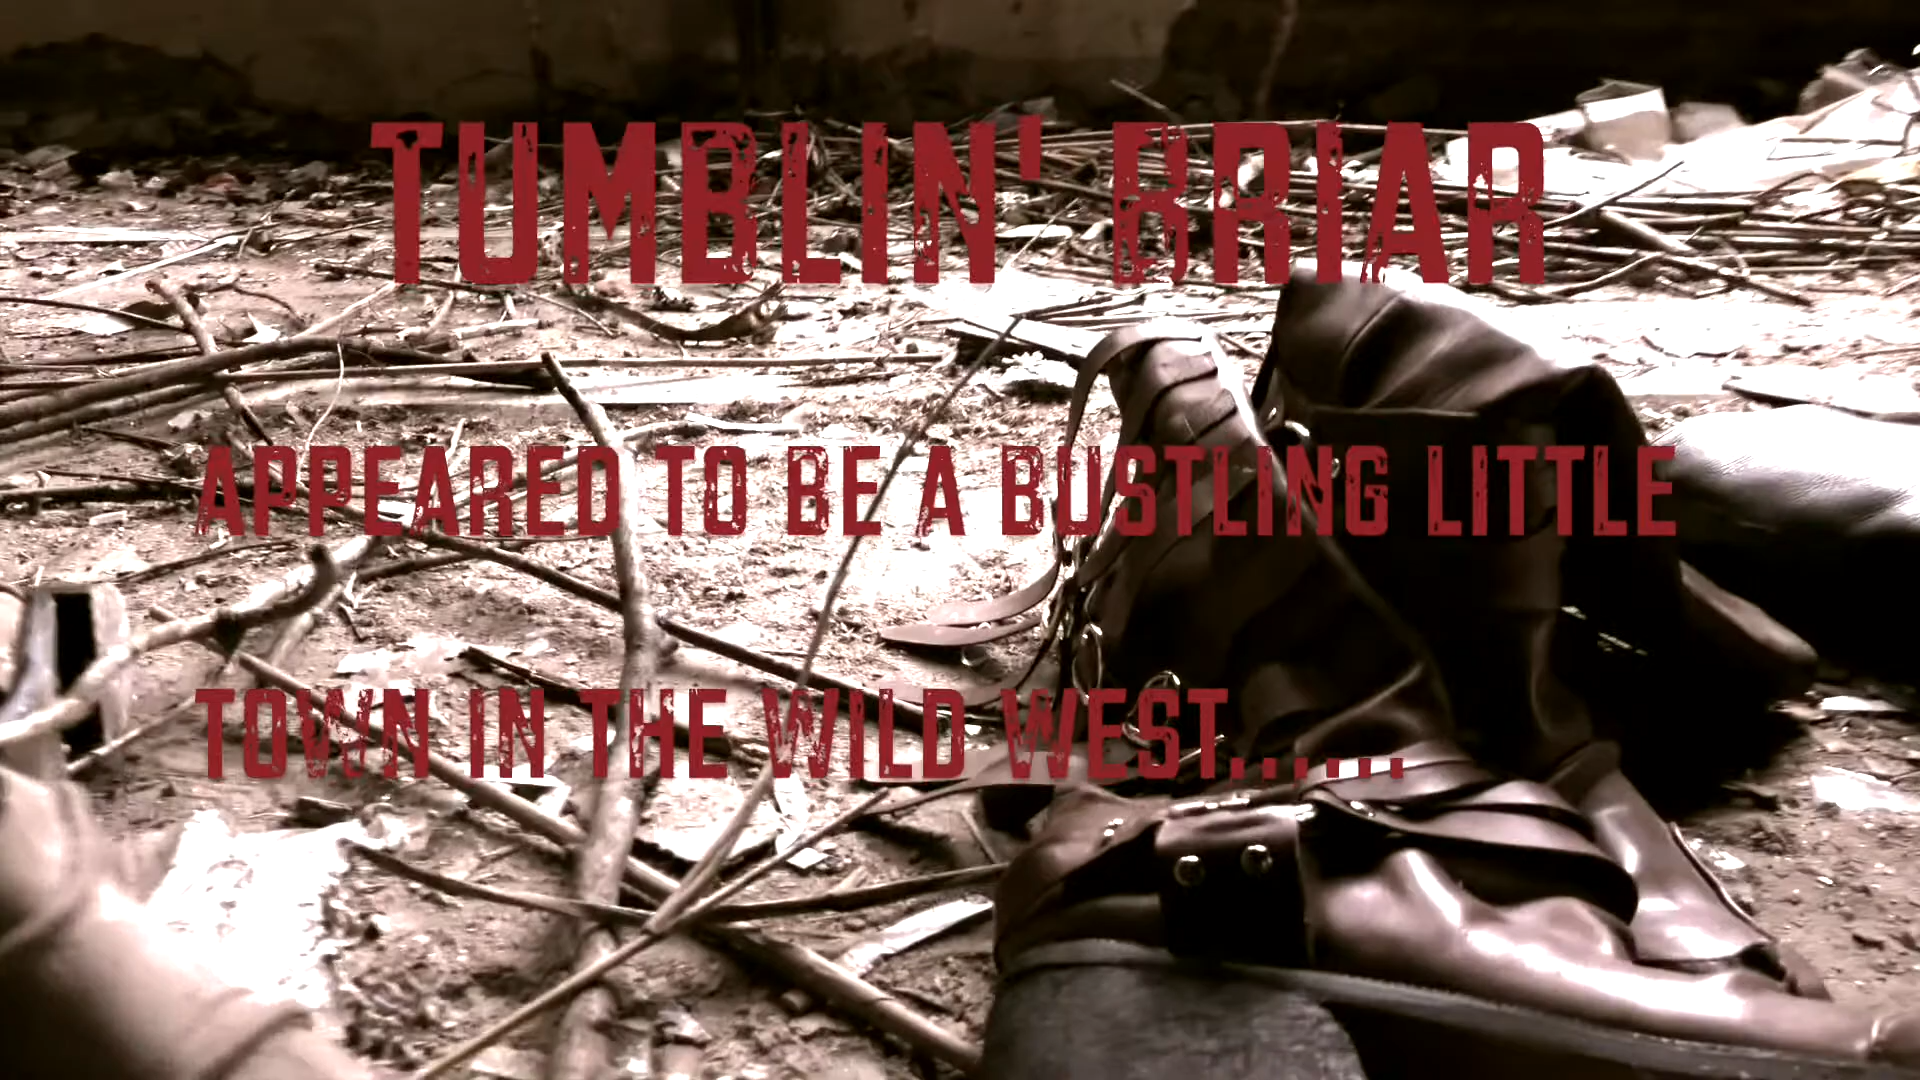 TUMBLIN' BRIAR
APPEARED TO BE A BUSTLING LITTLE
TOWN IN THE WILD WEST......